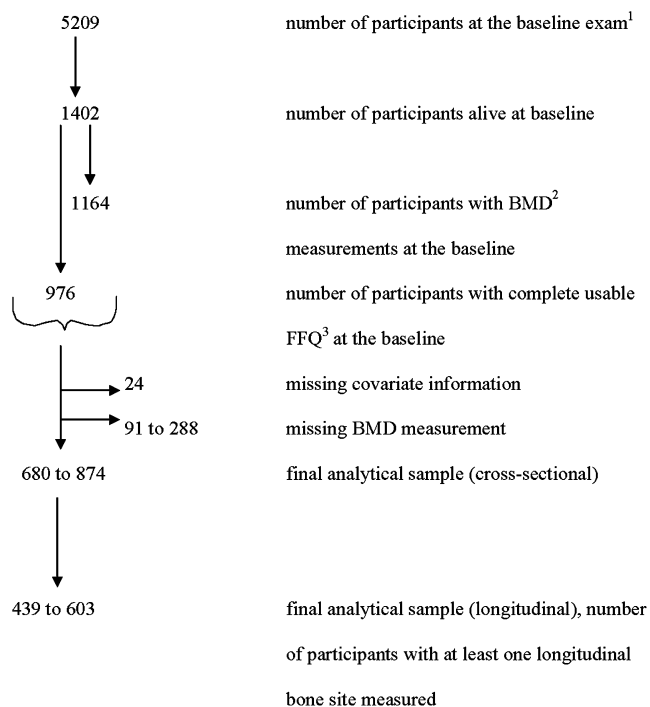 5209 number of participants at the baseline exam¹
1402 number of participants alive at baseline
1164 number of participants with BMD²
measurements at the baseline
976 number of participants with complete usable
FFQ³ at the baseline
24 missing covariate information
91 to 288 missing BMD measurement
680 to 874 final analytical sample (cross-sectional)
439 to 603 final analytical sample (longitudinal), number
of participants with at least one longitudinal
bone site measured